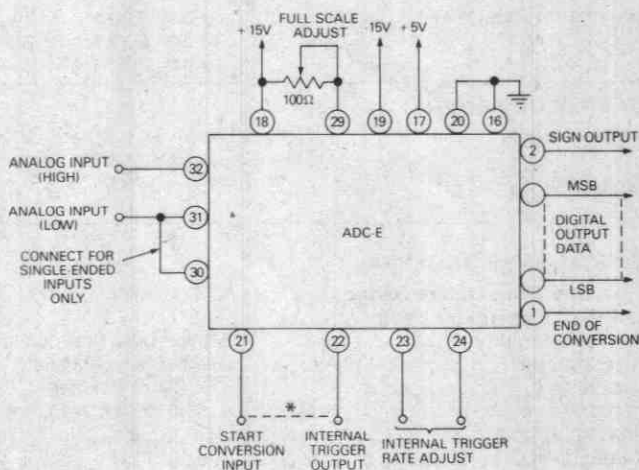 FULL SCALE
ADJUST
+ 15V
15V
+ 5V
100Ω
18
29
19
17
20
16
ANALOG INPUT
(HIGH)
32
2
SIGN OUTPUT
ANALOG INPUT
(LOW)
31
MSB
ADC-E
DIGITAL
OUTPUT
DATA
CONNECT FOR
SINGLE-ENDED
INPUTS
ONLY
30
LSB
1
END OF
CONVERSION
21
22
23
24
*
START
CONVERSION
INPUT
INTERNAL
TRIGGER
OUTPUT
INTERNAL TRIGGER
RATE ADJUST